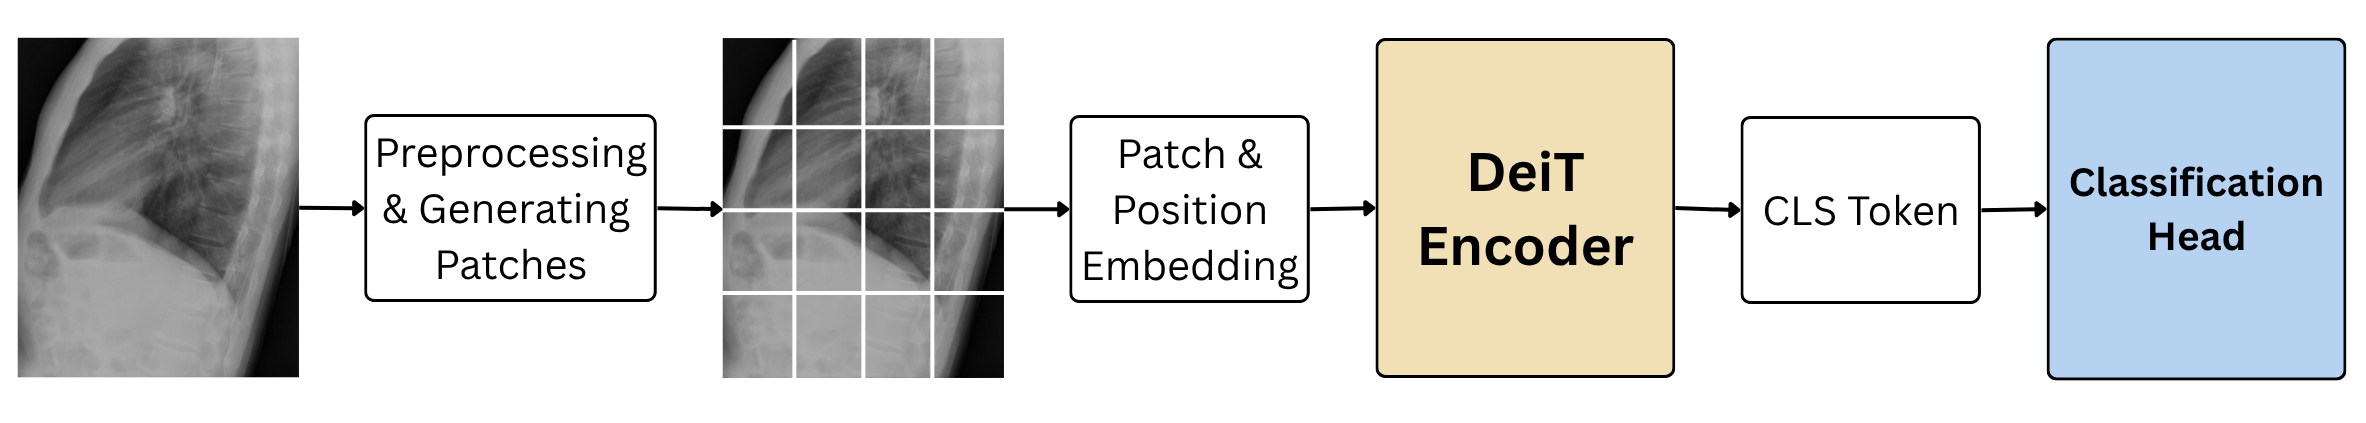 Preprocessing
& Generating
Patches
Patch &
Position
Embedding
DeiT
Encoder
CLS Token
Classification
Head